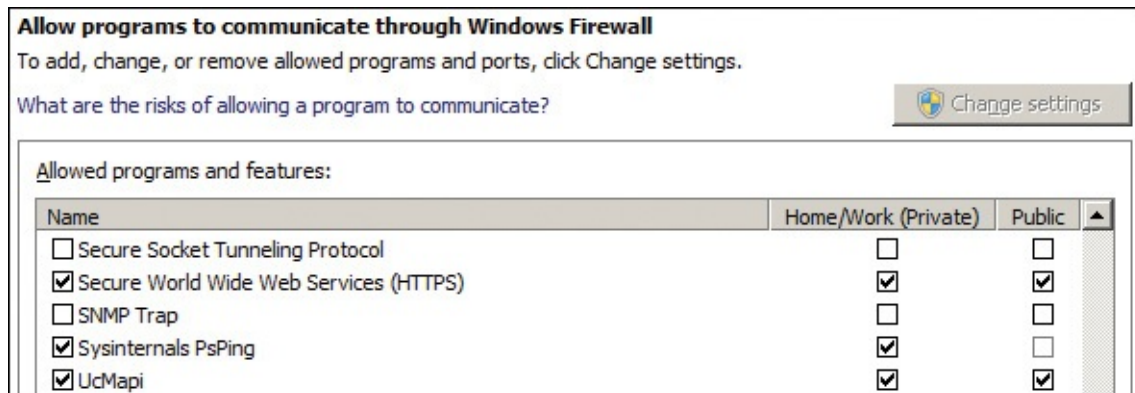 Allow programs to communicate through Windows Firewall
To add, change, or remove allowed programs and ports, click Change settings.
What are the risks of allowing a program to communicate?
Change settings
Allowed programs and features:
Name Home/Work (Private) Public
Secure Socket Tunneling Protocol
Secure World Wide Web Services (HTTPS)
SNMP Trap
Sysinternals PsPing
UcMapi